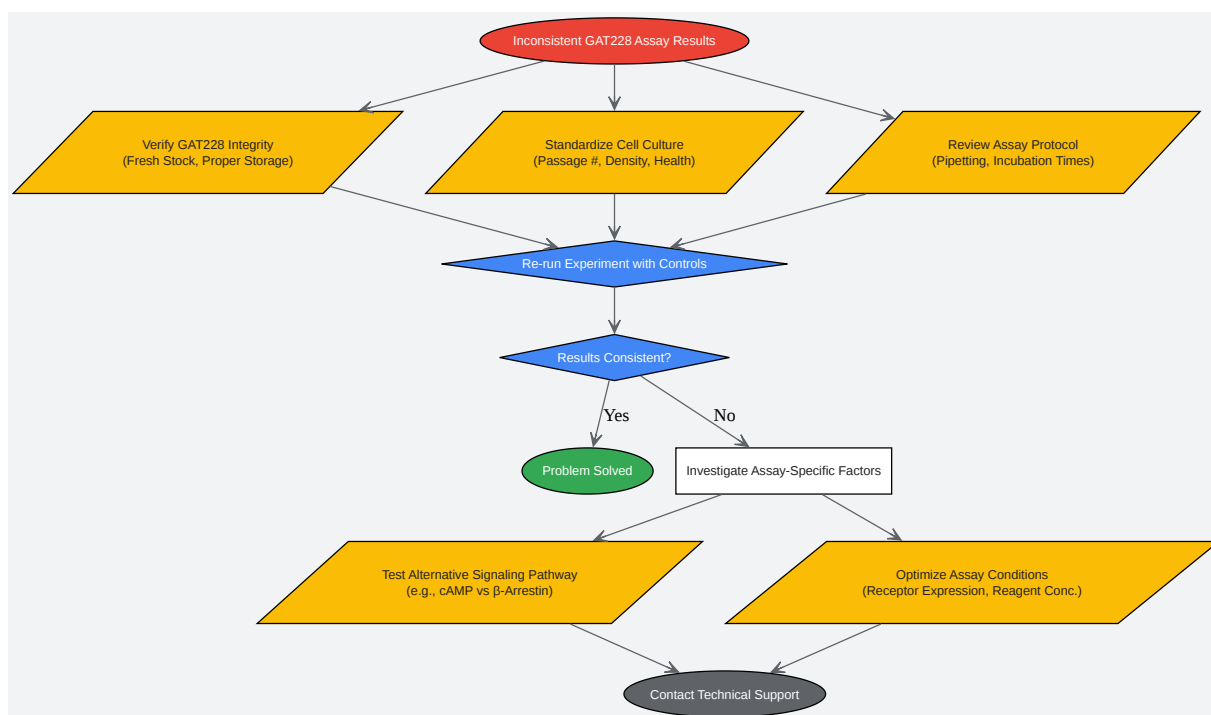 Inconsistent GAT228 Assay Results
Verify GAT228 Integrity
(Fresh Stock, Proper Storage)
Standardize Cell Culture
(Passage #, Density, Health)
Review Assay Protocol
(Pipetting, Incubation Times)
Re-run Experiment with Controls
Results Consistent?
Yes
No
Problem Solved
Investigate Assay-Specific Factors
Test Alternative Signaling Pathway
(e.g., cAMP vs β-Arrestin)
Optimize Assay Conditions
(Receptor Expression, Reagent Conc.)
Contact Technical Support